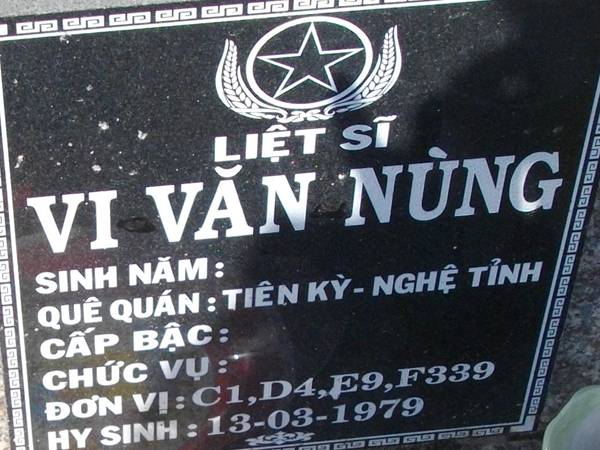 LIỆT SĨ
VI VĂN NÙNG
SINH NĂM :
QUÊ QUÁN : TIÊN KỲ - NGHỆ TỈNH
CẤP BẬC :
CHỨC VỤ :
ĐƠN VỊ : C1,D4,E9,F339
HY SINH : 13-03-1979